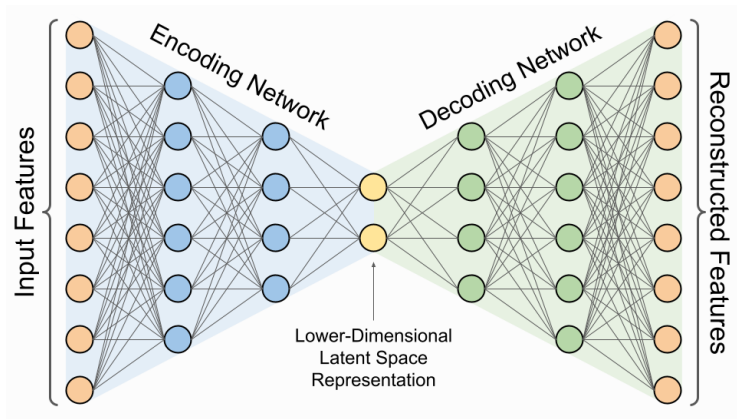 Input Features
Encoding Network
Decoding Network
Reconstructed Features
Lower-Dimensional
Latent Space
Representation